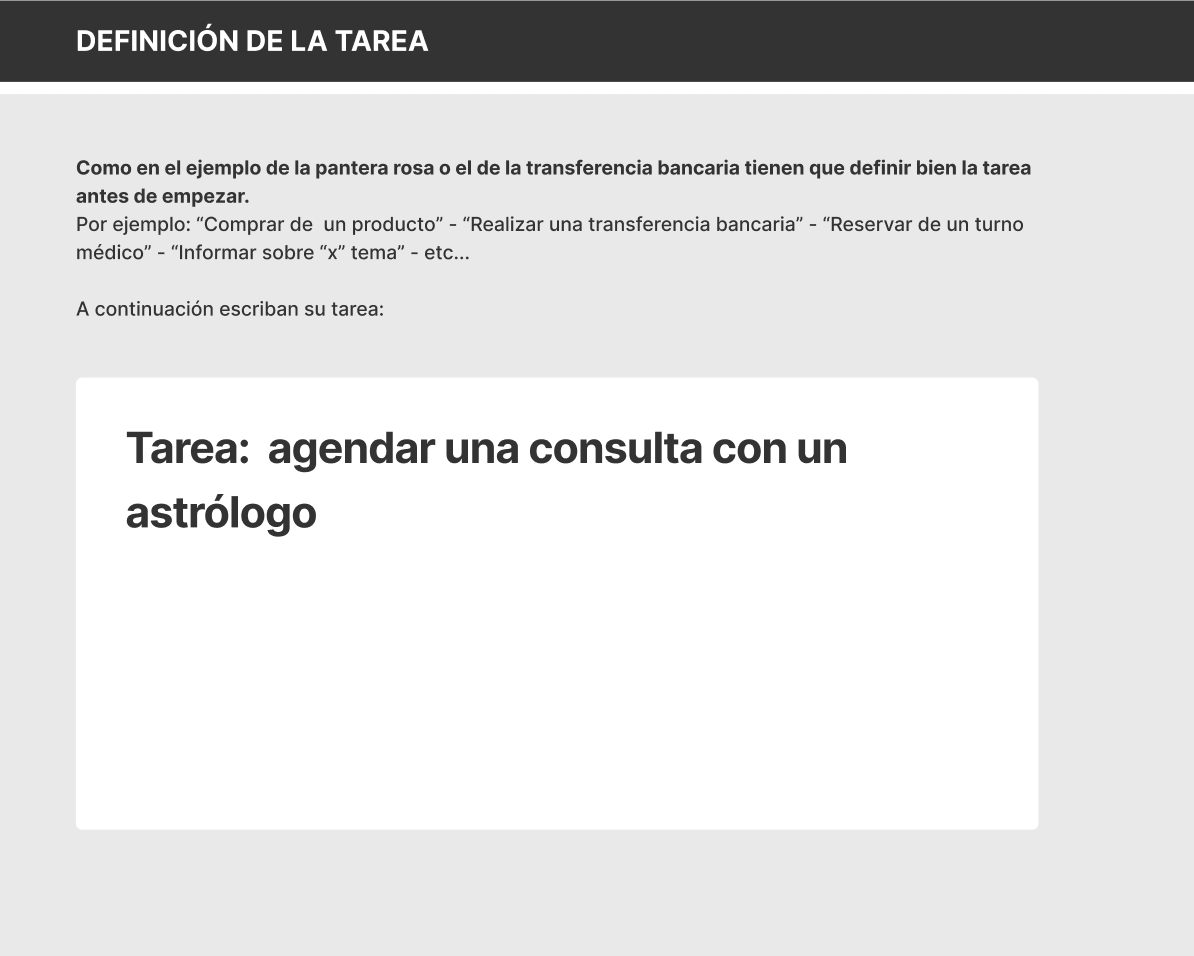 DEFINICIÓN DE LA TAREA
Como en el ejemplo de la pantera rosa o el de la transferencia bancaria tienen que definir bien la tarea
antes de empezar.
Por ejemplo: “Comprar de  un producto” - “Realizar una transferencia bancaria” - “Reservar de un turno
médico” - “Informar sobre “x” tema” - etc...
A continuación escriban su tarea:
Tarea:  agendar una consulta con un
astrólogo